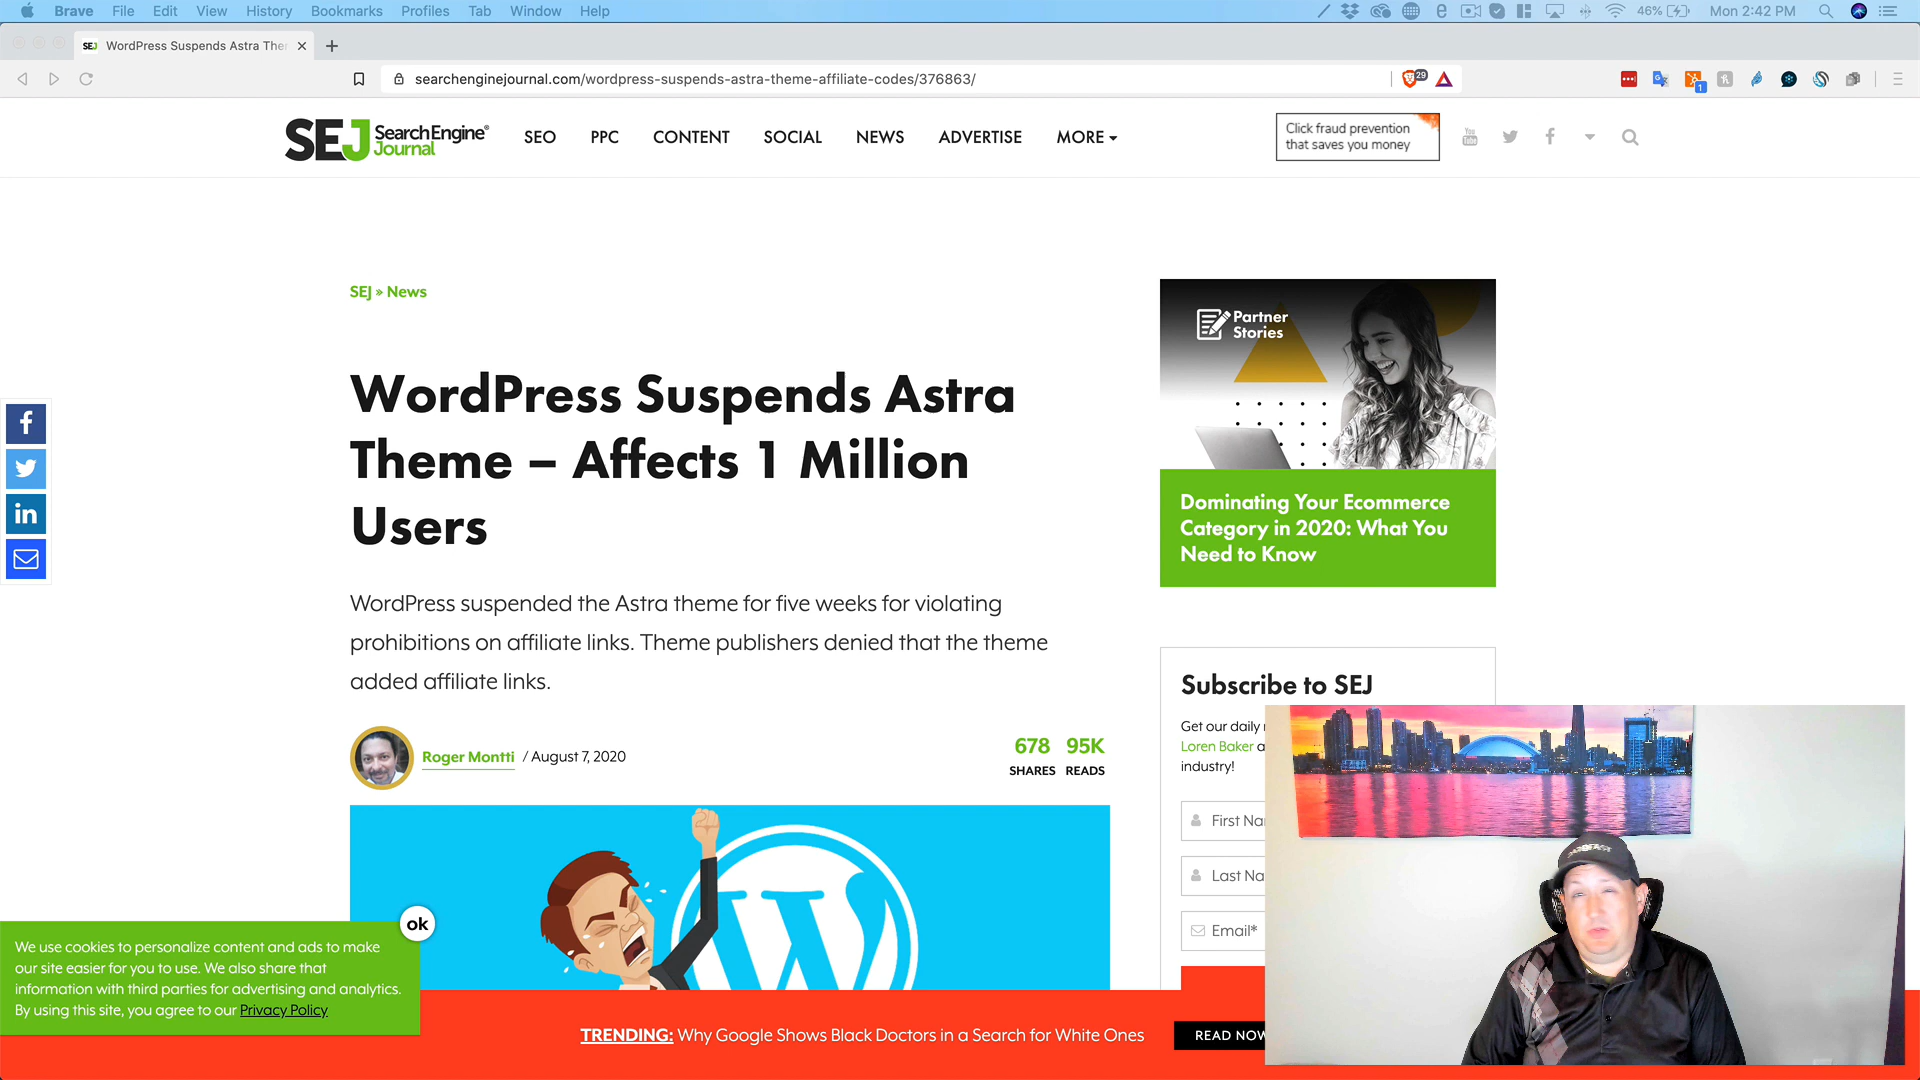 Brave File Edit View History Bookmarks Profiles Tab Window Help
46% Mon 2:42 PM
SEJ WordPress Suspends Astra The
searchenginejournal.com/wordpress-suspends-astra-theme-affiliate-codes/376863/
29
1
SEJ Search Engine® Journal
SEO PPC CONTENT SOCIAL NEWS ADVERTISE MORE
Click fraud prevention
that saves you money
You Tube
SEJ » News
WordPress Suspends Astra
Theme – Affects 1 Million
Users
WordPress suspended the Astra theme for five weeks for violating
prohibitions on affiliate links. Theme publishers denied that the theme
added affiliate links.
Roger Montti / August 7, 2020
678 95K
SHARES READS
Partner
Stories
Dominating Your Ecommerce
Category in 2020: What You
Need to Know
Subscribe to SEJ
Get our daily
Loren Baker
industry!
First Na
Last Na
Email*
ok
We use cookies to personalize content and ads to make
our site easier for you to use. We also share that
information with third parties for advertising and analytics.
By using this site, you agree to our Privacy Policy
TRENDING: Why Google Shows Black Doctors in a Search for White Ones
READ NOW